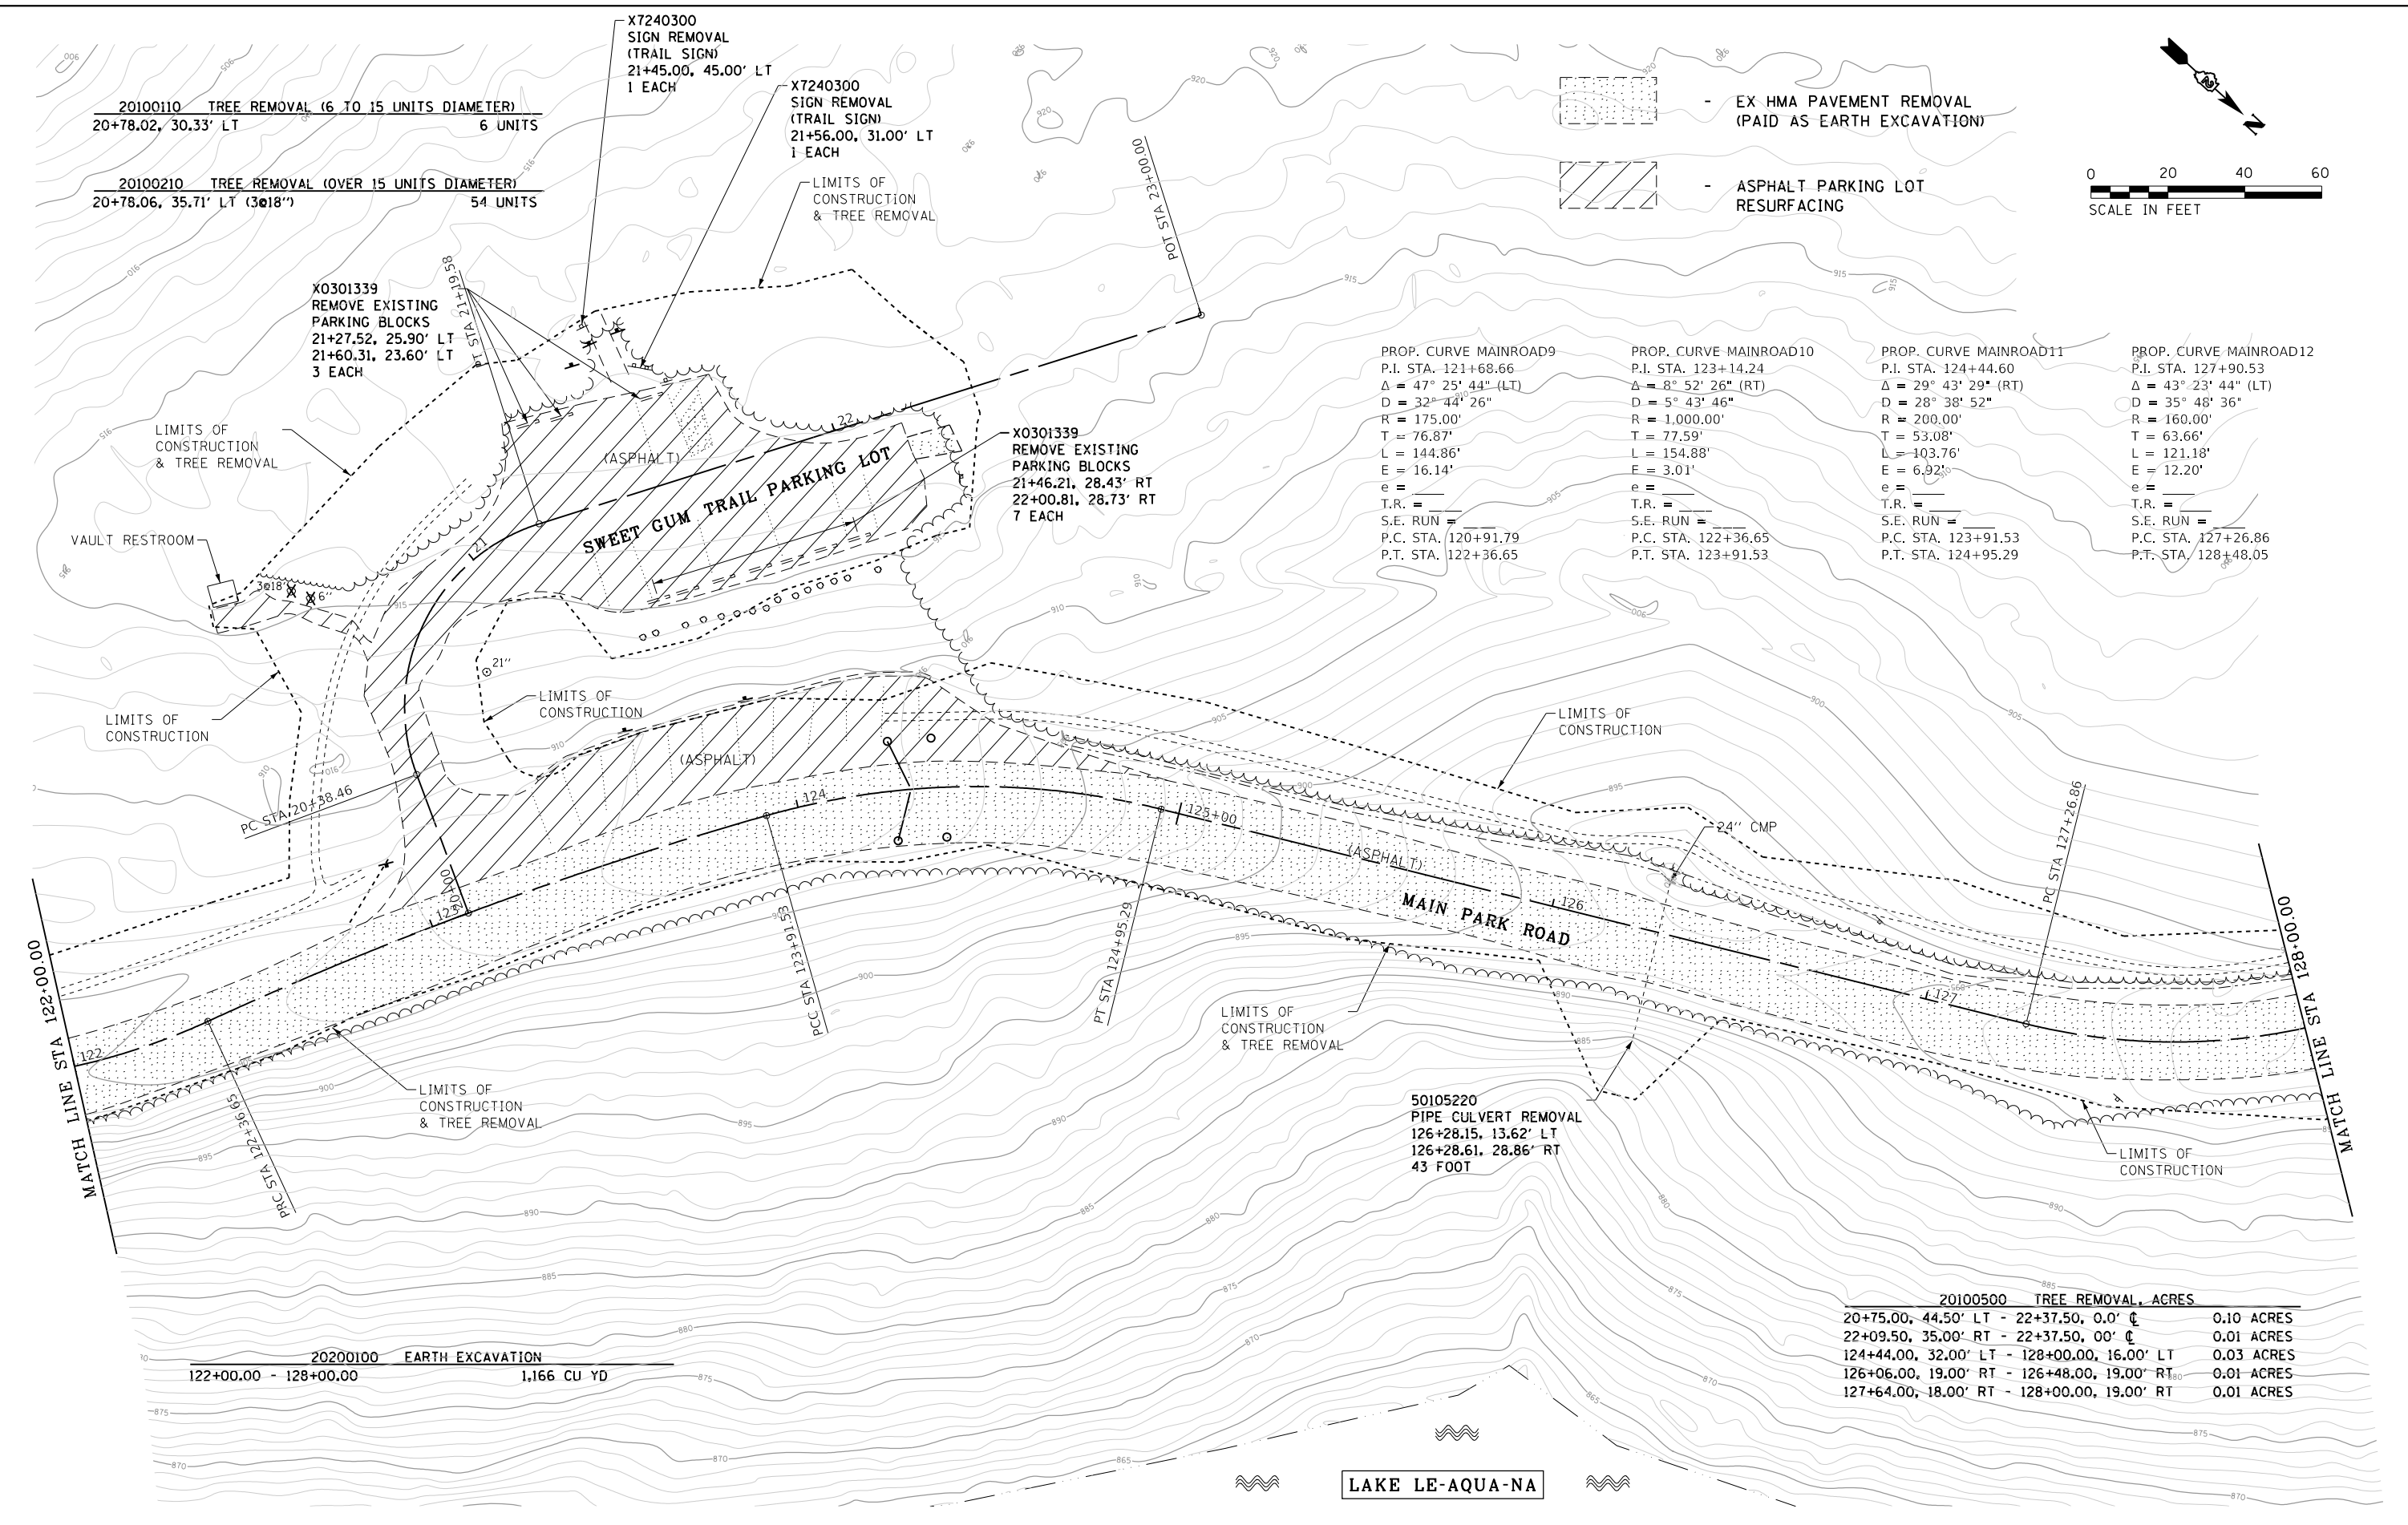 X7240300
SIGN REMOVAL
(TRAIL SIGN)
21+45.00, 45.00' LT
1 EACH
X7240300
SIGN REMOVAL
(TRAIL SIGN)
21+56.00, 31.00' LT
1 EACH
20100110 TREE REMOVAL (6 TO 15 UNITS DIAMETER)
20+78.02, 30.33' LT 6 UNITS
20100210 TREE REMOVAL (OVER 15 UNITS DIAMETER)
20+78.06, 35.71' LT (3@18'') 54 UNITS
LIMITS OF
CONSTRUCTION
& TREE REMOVAL
POT STA 23+00.00
- EX HMA PAVEMENT REMOVAL
(PAID AS EARTH EXCAVATION)
- ASPHALT PARKING LOT
RESURFACING
N
0 20 40 60
SCALE IN FEET
X0301339
REMOVE EXISTING
PARKING BLOCKS
21+27.52, 25.90' LT
21+60.31, 23.60' LT
3 EACH
PT STA 21+19.58
PROP. CURVE MAINROAD9
P.I. STA. 121+68.66
Δ = 47° 25' 44" (LT)
D = 32° 44' 26"
R = 175.00'
T = 76.87'
L = 144.86'
E = 16.14'
e = ____
T.R. = ____
S.E. RUN = ____
P.C. STA. 120+91.79
P.T. STA. 122+36.65
PROP. CURVE MAINROAD10
P.I. STA. 123+14.24
Δ = 8° 52' 26" (RT)
D = 5° 43' 46"
R = 1,000.00'
T = 77.59'
L = 154.88'
E = 3.01'
e = ____
T.R. = ____
S.E. RUN = ____
P.C. STA. 122+36.65
P.T. STA. 123+91.53
PROP. CURVE MAINROAD11
P.I. STA. 124+44.60
Δ = 29° 43' 29" (RT)
D = 28° 38' 52"
R = 200.00'
T = 53.08'
L = 103.76'
E = 6.92'
e = ____
T.R. = ____
S.E. RUN = ____
P.C. STA. 123+91.53
P.T. STA. 124+95.29
PROP. CURVE MAINROAD12
P.I. STA. 127+90.53
Δ = 43° 23' 44" (LT)
D = 35° 48' 36"
R = 160.00'
T = 63.66'
L = 121.18'
E = 12.20'
e = ____
T.R. = ____
S.E. RUN = ____
P.C. STA. 127+26.86
P.T. STA. 128+48.05
LIMITS OF
CONSTRUCTION
& TREE REMOVAL
X0301339
REMOVE EXISTING
PARKING BLOCKS
21+46.21, 28.43' RT
22+00.81, 28.73' RT
7 EACH
22
(ASPHALT)
SWEET GUM TRAIL PARKING LOT
21
VAULT RESTROOM
3@18''
6''
21''
LIMITS OF
CONSTRUCTION
LIMITS OF
CONSTRUCTION
LIMITS OF
CONSTRUCTION
(ASPHALT)
PC STA 20+38.46
124
125+00
24'' CMP
(ASPHALT)
PC STA 127+26.86
20+00
123
126
MAIN PARK ROAD
PCC STA 123+91.53
PT STA 124+95.29
127
MATCH LINE STA 122+00.00
MATCH LINE STA 128+00.00
122
LIMITS OF
CONSTRUCTION
& TREE REMOVAL
LIMITS OF
CONSTRUCTION
& TREE REMOVAL
PRC STA 122+36.65
50105220
PIPE CULVERT REMOVAL
126+28.15, 13.62' LT
126+28.61, 28.86' RT
43 FOOT
LIMITS OF
CONSTRUCTION
20100500 TREE REMOVAL, ACRES
20+75.00, 44.50' LT - 22+37.50, 0.0' ℄ 0.10 ACRES
22+09.50, 35.00' RT - 22+37.50, 00' ℄ 0.01 ACRES
124+44.00, 32.00' LT - 128+00.00, 16.00' LT 0.03 ACRES
126+06.00, 19.00' RT - 126+48.00, 19.00' RT 0.01 ACRES
127+64.00, 18.00' RT - 128+00.00, 19.00' RT 0.01 ACRES
20200100 EARTH EXCAVATION
122+00.00 - 128+00.00 1,166 CU YD
LAKE LE-AQUA-NA